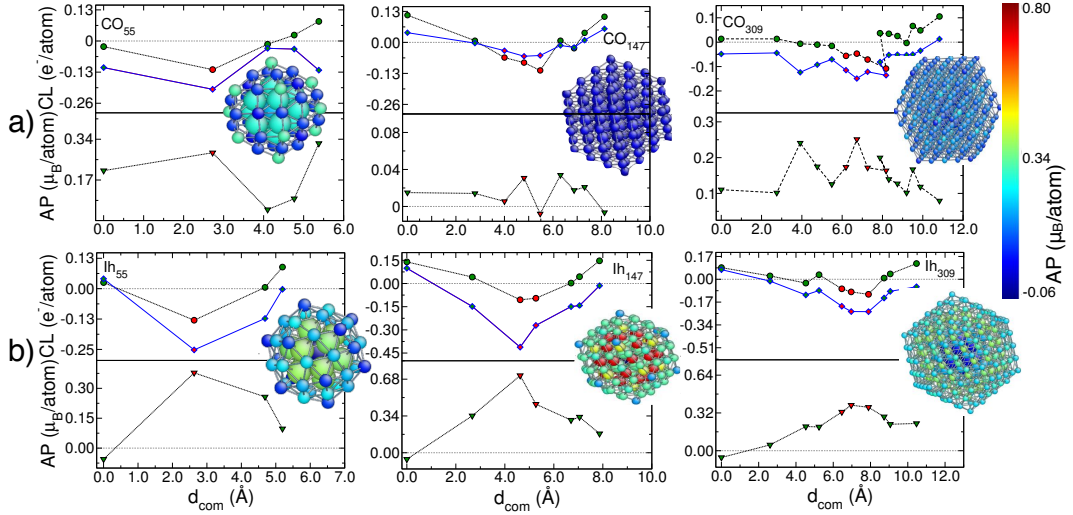 a)
AP (μB/atom)CL (e⁻/atom)
0.13
0.00
-0.13
-0.26
0.34
0.17
CO55
0.0 1.0 2.0 3.0 4.0 5.0 6.0
0.13
0.00
-0.13
-0.26
0.08
0.04
0
CO147
0.0 2.0 4.0 6.0 8.0 10.0
0.10
0.00
-0.10
-0.20
0.3
0.2
0.1
CO309
0.0 2.0 4.0 6.0 8.0 10.0 12.0
b)
AP (μB/atom)CL (e⁻/atom)
0.13
0.00
-0.13
-0.25
0.30
0.15
0.00
Ih55
0.0 1.0 2.0 3.0 4.0 5.0 6.0 7.0
dcom (Å)
0.15
0.00
-0.15
-0.30
-0.45
0.68
0.34
0.00
Ih147
0.0 2.0 4.0 6.0 8.0 10.0
dcom (Å)
0.17
0.00
-0.17
-0.34
-0.51
0.64
0.32
0.00
Ih309
0.0 2.0 4.0 6.0 8.0 10.0 12.0
dcom (Å)
0.80
0.34
-0.06
AP (μB/atom)